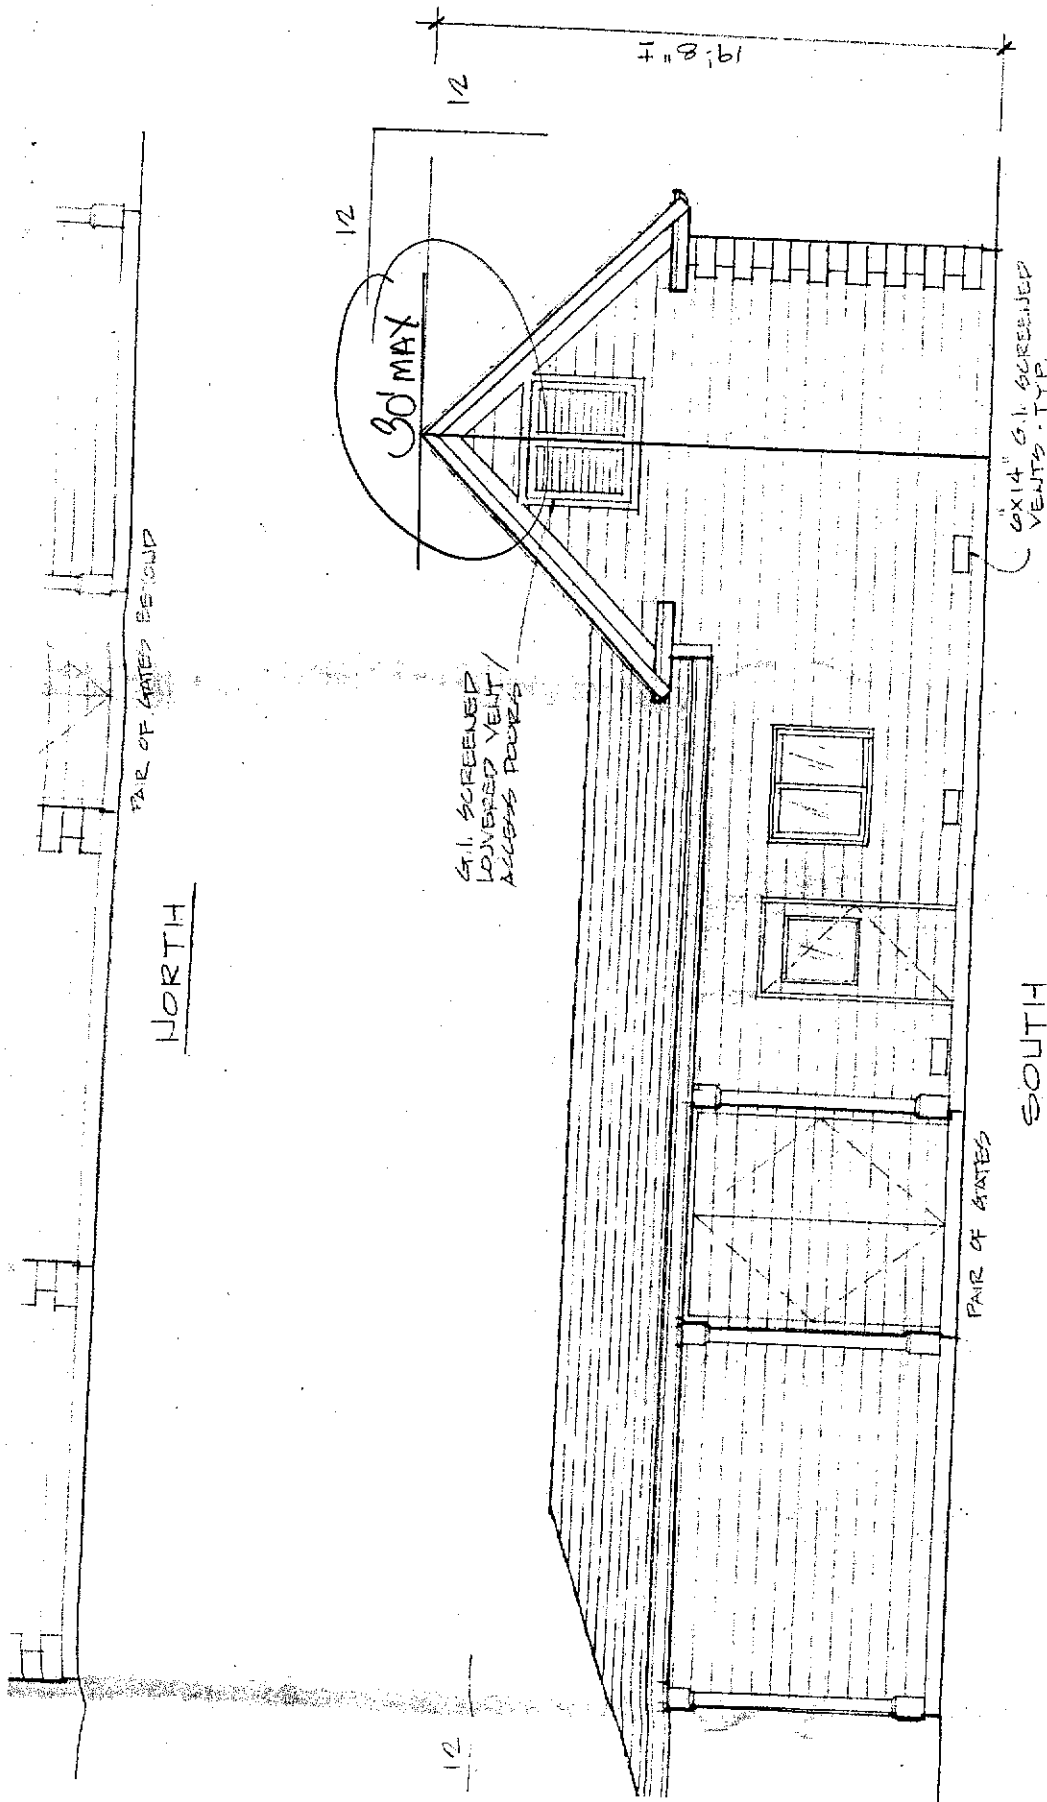 PAIR OF GATES BEYOND
NORTH
12
12
30' MAX
19'-8" ±
G.I. SCREENED
LOUVERED VENT/
ACCESS DOORS
12
6"X14" G.I. SCREENED
VENTS - TYP.
PAIR OF GATES
SOUTH